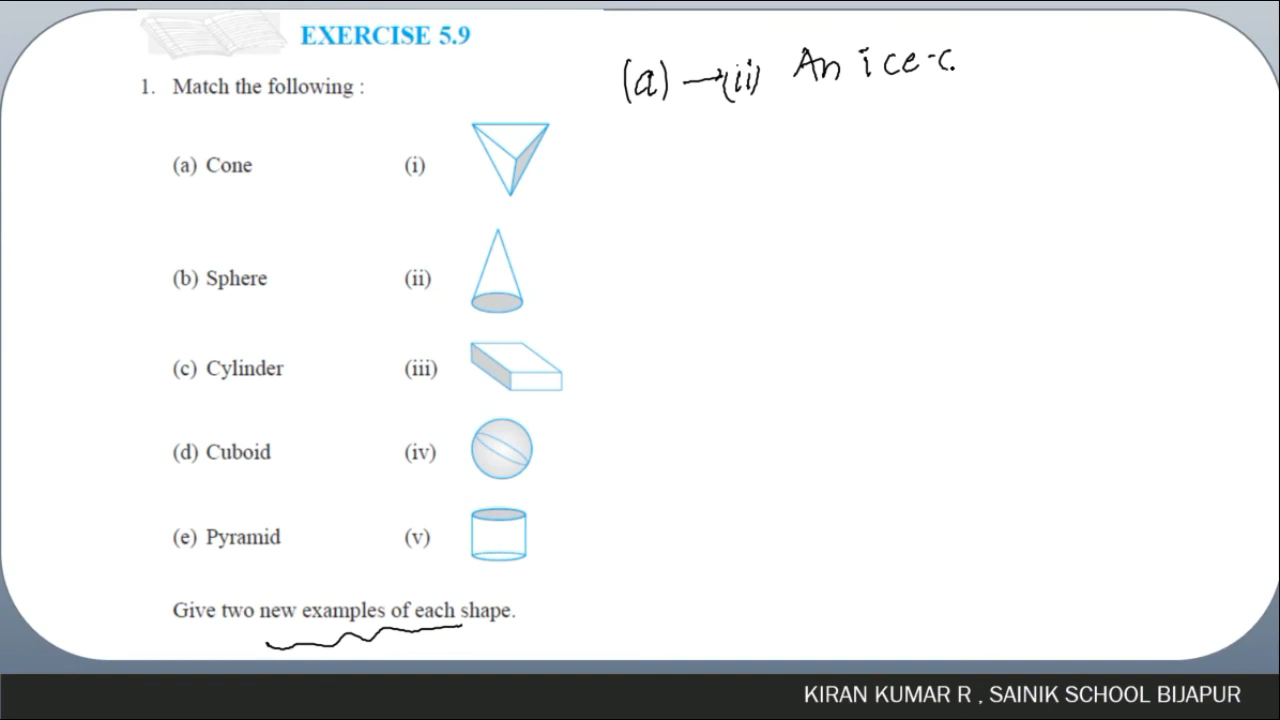 EXERCISE 5.9
(a) → (ii) An ice-c
1. Match the following :
(a) Cone (i)
(b) Sphere (ii)
(c) Cylinder (iii)
(d) Cuboid (iv)
(e) Pyramid (v)
Give two new examples of each shape.
KIRAN KUMAR R , SAINIK SCHOOL BIJAPUR